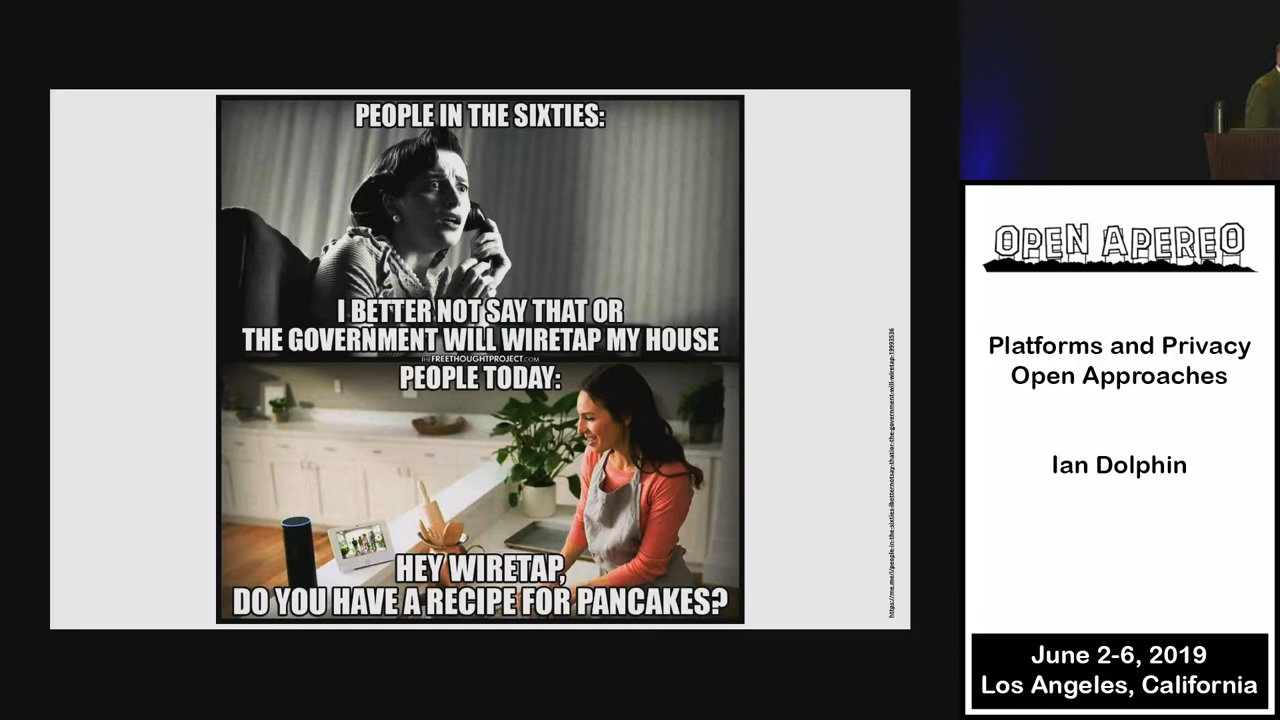 PEOPLE IN THE SIXTIES:
I BETTER NOT SAY THAT OR
THE GOVERNMENT WILL WIRETAP MY HOUSE
THEFREETHOUGHTPROJECT.COM
PEOPLE TODAY:
HEY WIRETAP,
DO YOU HAVE A RECIPE FOR PANCAKES?
OPEN APEREO
Platforms and Privacy
Open Approaches
Ian Dolphin
June 2-6, 2019
Los Angeles, California